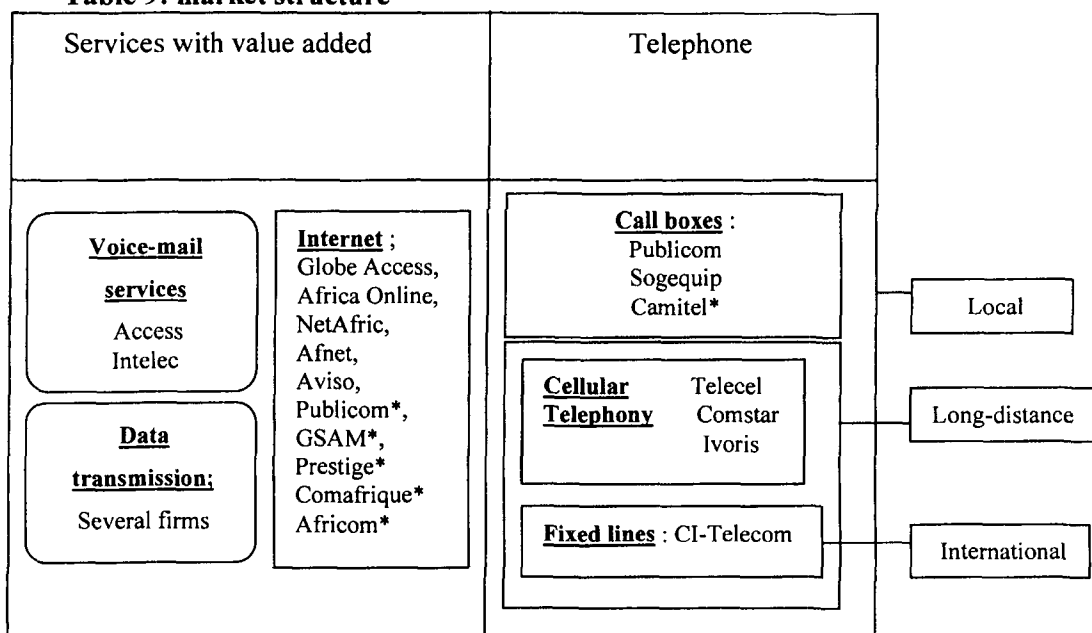 Table 9: market structure
Services with value added
Telephone
Voice-mail
services
Access
Intelec
Data
transmission;
Several firms
Internet ;
Globe Access,
Africa Online,
NetAfric,
Afnet,
Aviso,
Publicom*,
GSAM*,
Prestige*
Comafrique*
Africom*
Call boxes :
Publicom
Sogequip
Camitel*
Cellular Telecel
Telephony Comstar
Ivoris
Fixed lines : CI-Telecom
Local
Long-distance
International